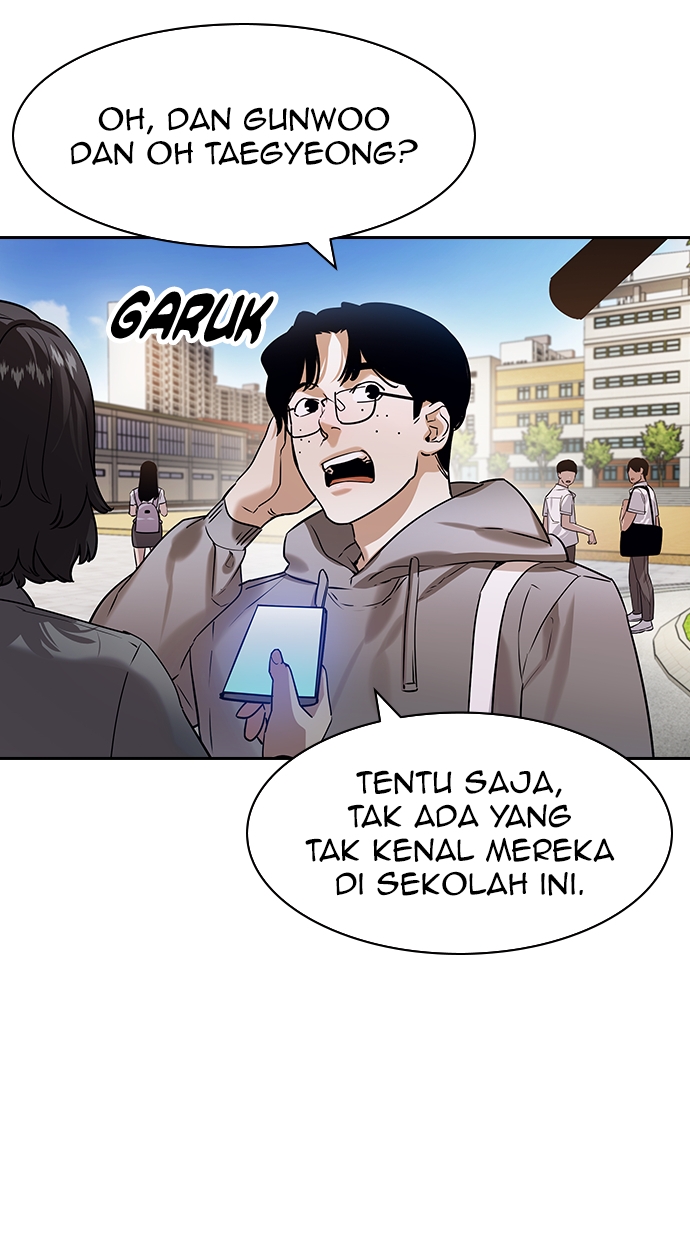 OH, DAN GUNWOO
DAN OH TAEGYEONG?
GARUK
TENTU SAJA,
TAK ADA YANG
TAK KENAL MEREKA
DI SEKOLAH INI.